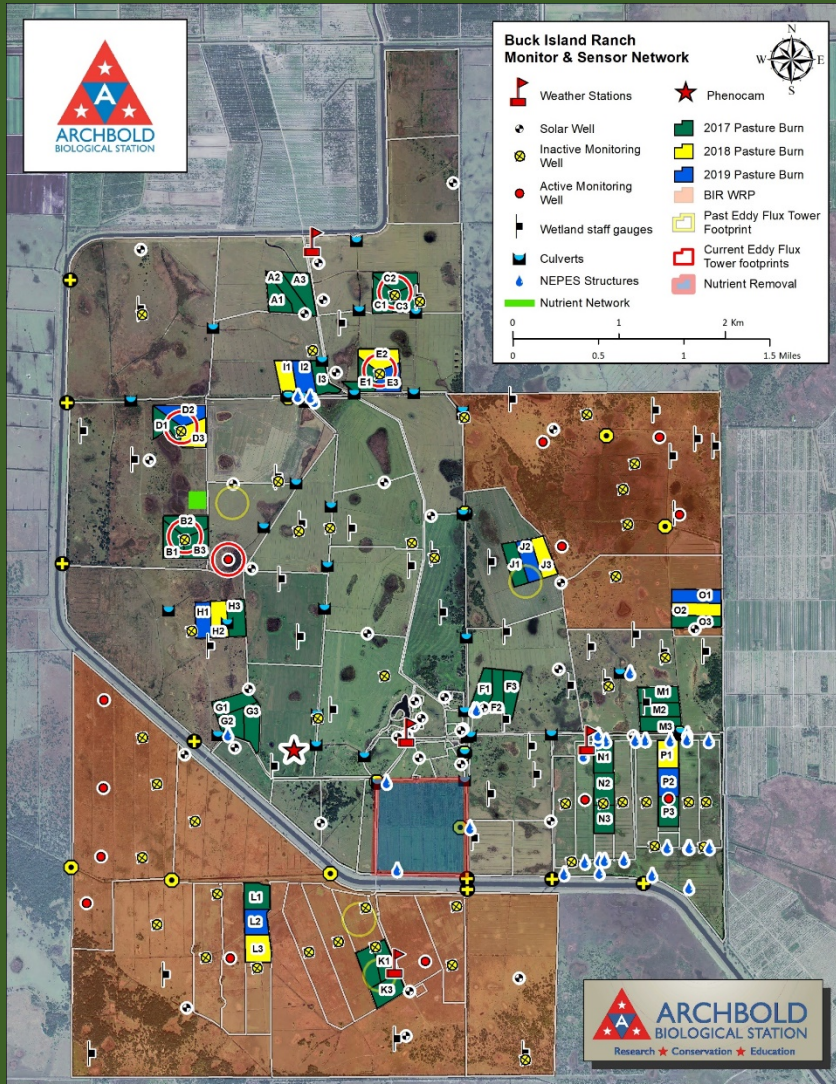 ARCHBOLD
BIOLOGICAL STATION
Buck Island Ranch
Monitor & Sensor Network
N
W
E
S
Weather Stations
Solar Well
Inactive Monitoring
Well
Active Monitoring
Well
Wetland staff gauges
Culverts
NEPES Structures
Nutrient Network
Phenocam
2017 Pasture Burn
2018 Pasture Burn
2019 Pasture Burn
BIR WRP
Past Eddy Flux Tower
Footprint
Current Eddy Flux
Tower footprints
Nutrient Removal
0 1 2 Km
0 0.5 1.5 Miles
A2 A3
A1
C2
C1 C3
E2
E1 E3
I1 I2
I3
D2
D1
D3
B2
B1 B3
J2
J1 J3
H1 H3
H2
O1
O2
O3
G1 G3
G2
F1 F3
F2
M1
M2
M3
N1
N2
N3
P1
P2
P3
L1
L2
L3
K1
K3
ARCHBOLD
BIOLOGICAL STATION
Research ★ Conservation ★ Education